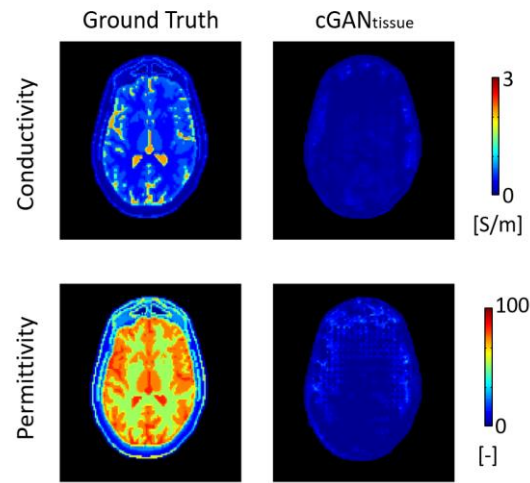 Ground Truth
cGANtissue
Conductivity
3
0
[S/m]
Permittivity
100
0
[-]